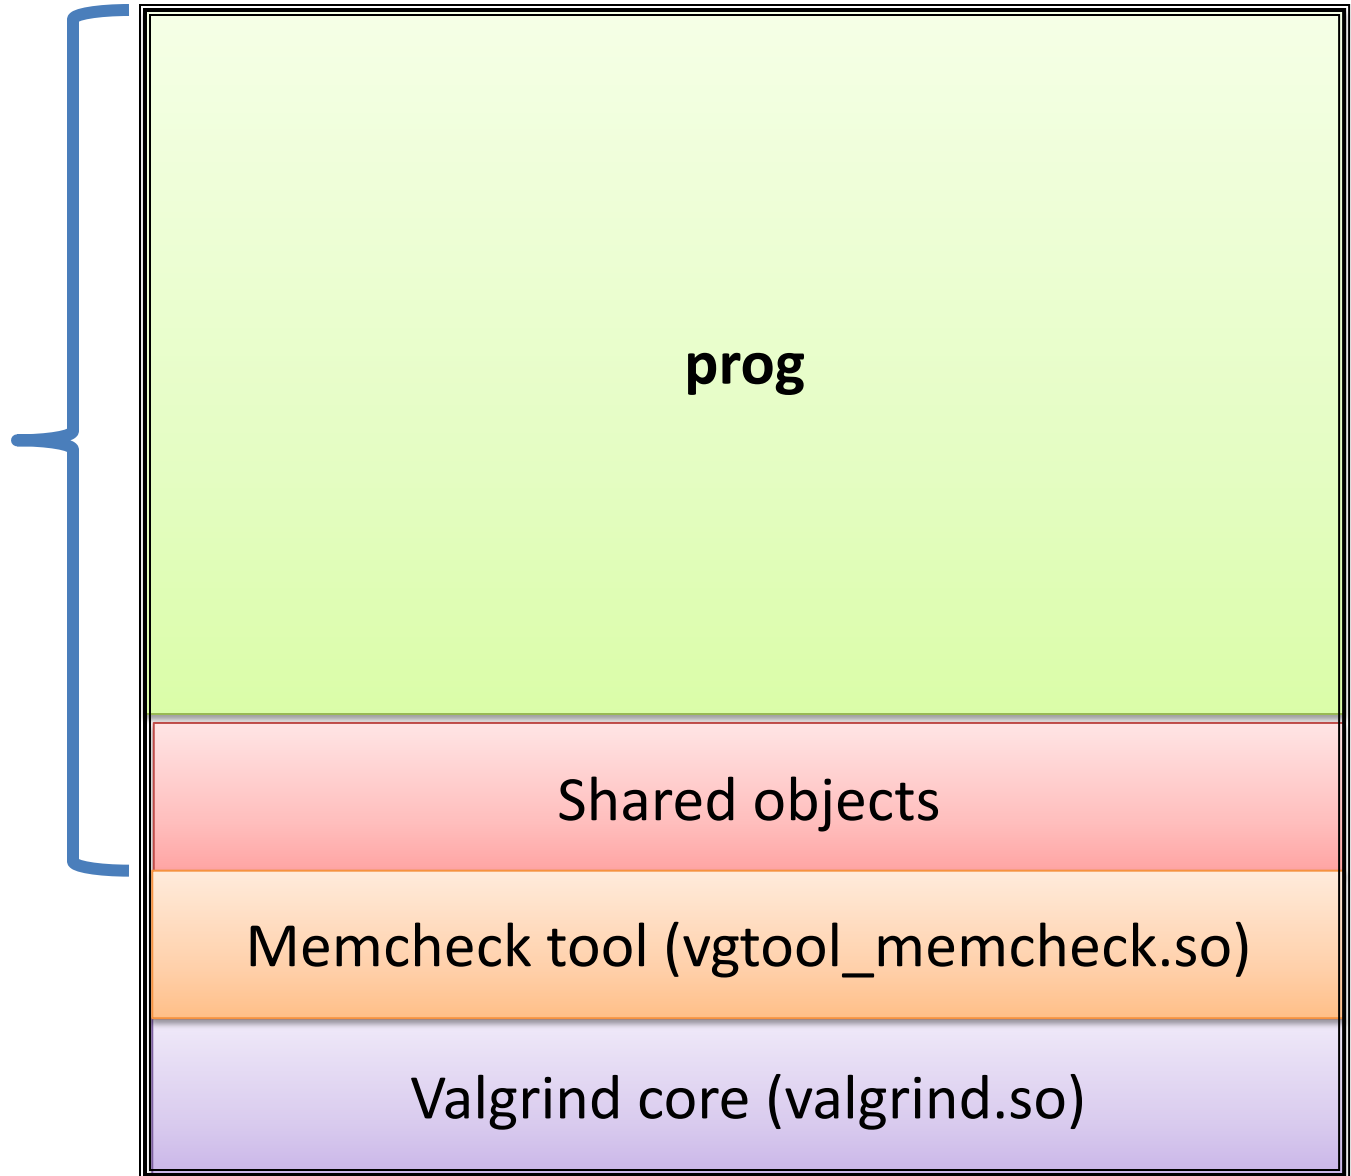 prog
Shared objects
Memcheck tool (vgtool_memcheck.so)
Valgrind core (valgrind.so)